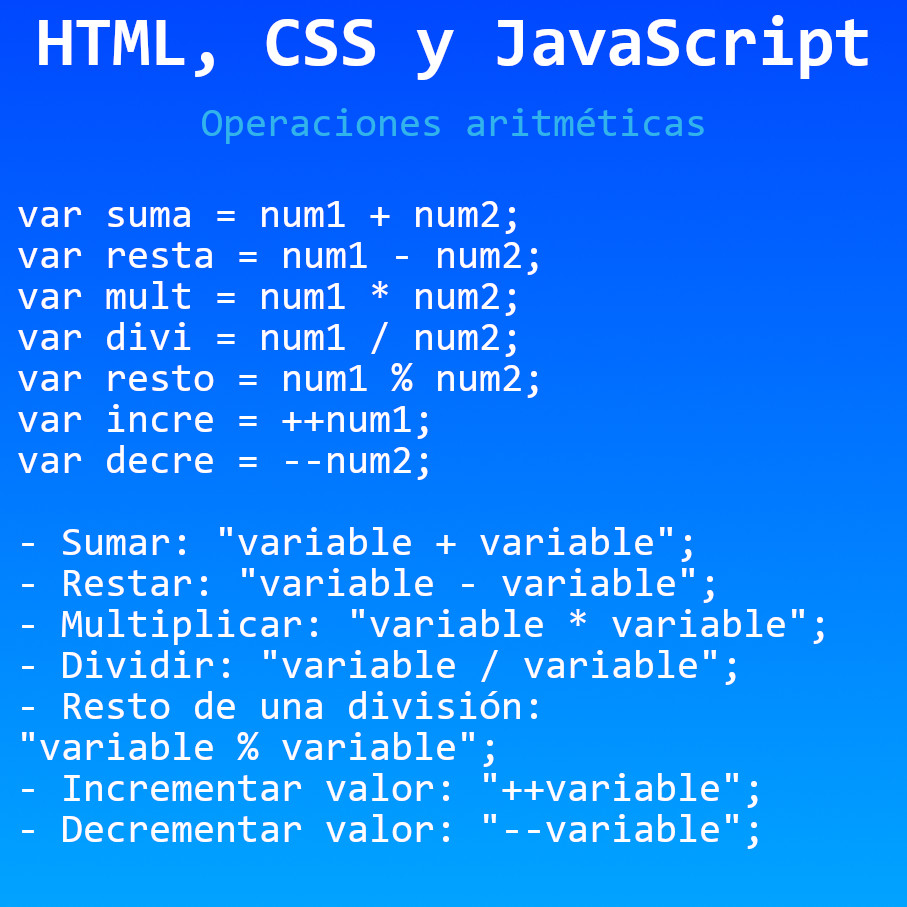 HTML, CSS y JavaScript
Operaciones aritméticas
var suma = num1 + num2;
var resta = num1 - num2;
var mult = num1 * num2;
var divi = num1 / num2;
var resto = num1 % num2;
var incre = ++num1;
var decre = --num2;
- Sumar: "variable + variable";
- Restar: "variable - variable";
- Multiplicar: "variable * variable";
- Dividir: "variable / variable";
- Resto de una división:
"variable % variable";
- Incrementar valor: "++variable";
- Decrementar valor: "--variable";